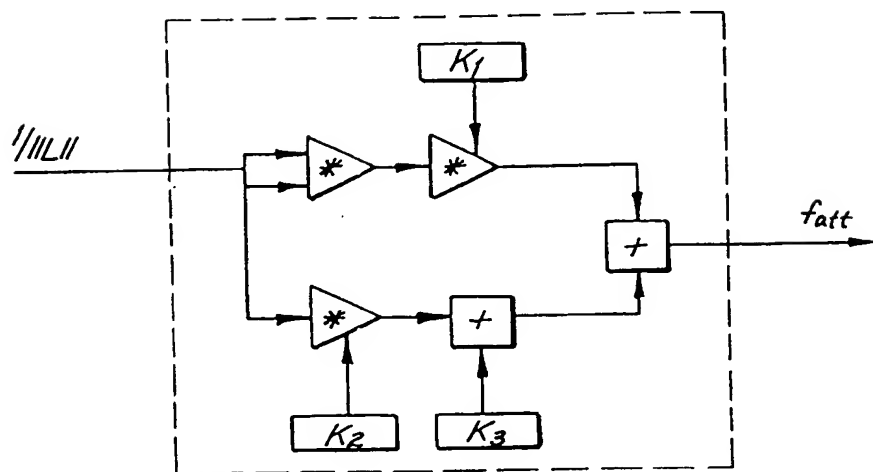 K1
1/||L||
*
*
fatt
+
*
+
K2
K3